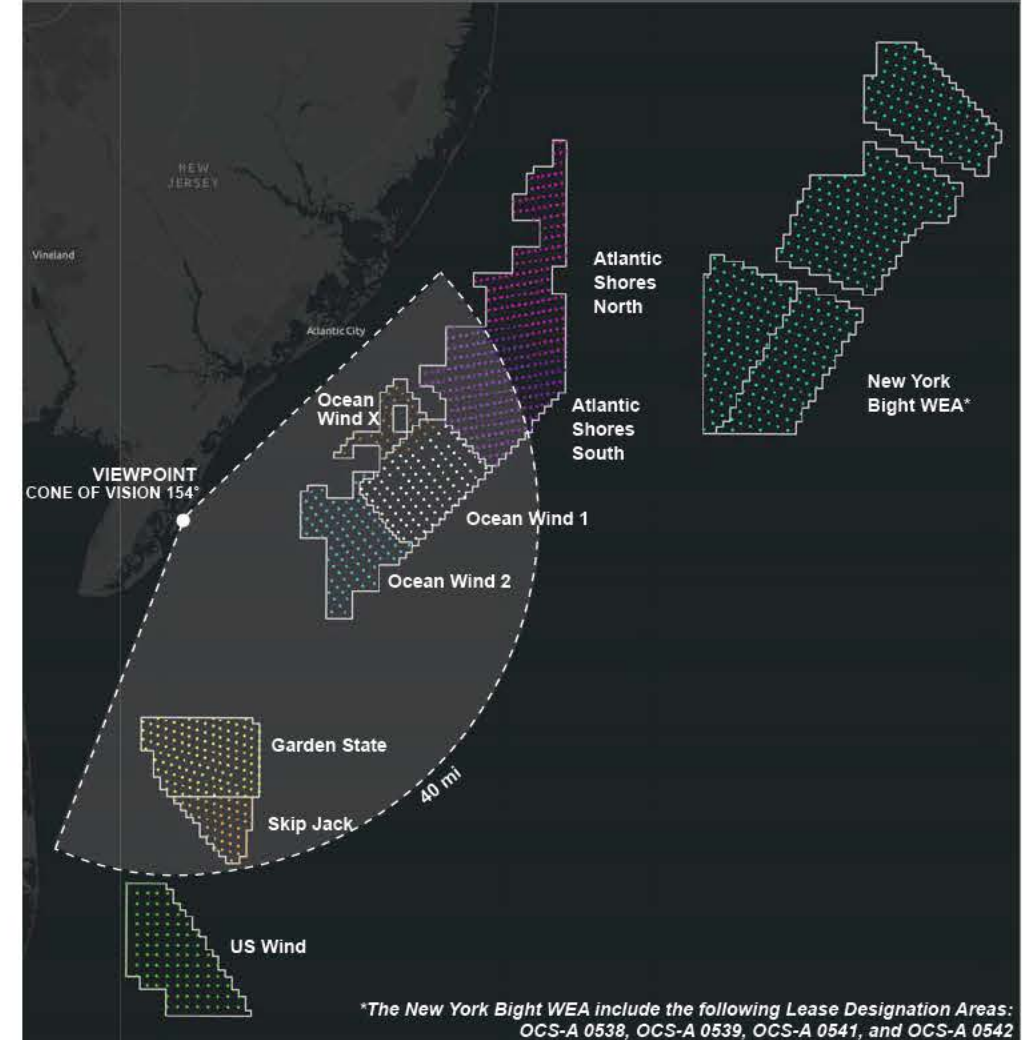 NEW
JERSEY
Vineland
Atlantic City
Atlantic
Shores
North
New York
Bight WEA*
Ocean
Wind X
Atlantic
Shores
South
VIEWPOINT
CONE OF VISION 154°
Ocean Wind 1
Ocean Wind 2
Garden State
40 mi
Skip Jack
US Wind
*The New York Bight WEA include the following Lease Designation Areas:
OCS-A 0538, OCS-A 0539, OCS-A 0541, and OCS-A 0542